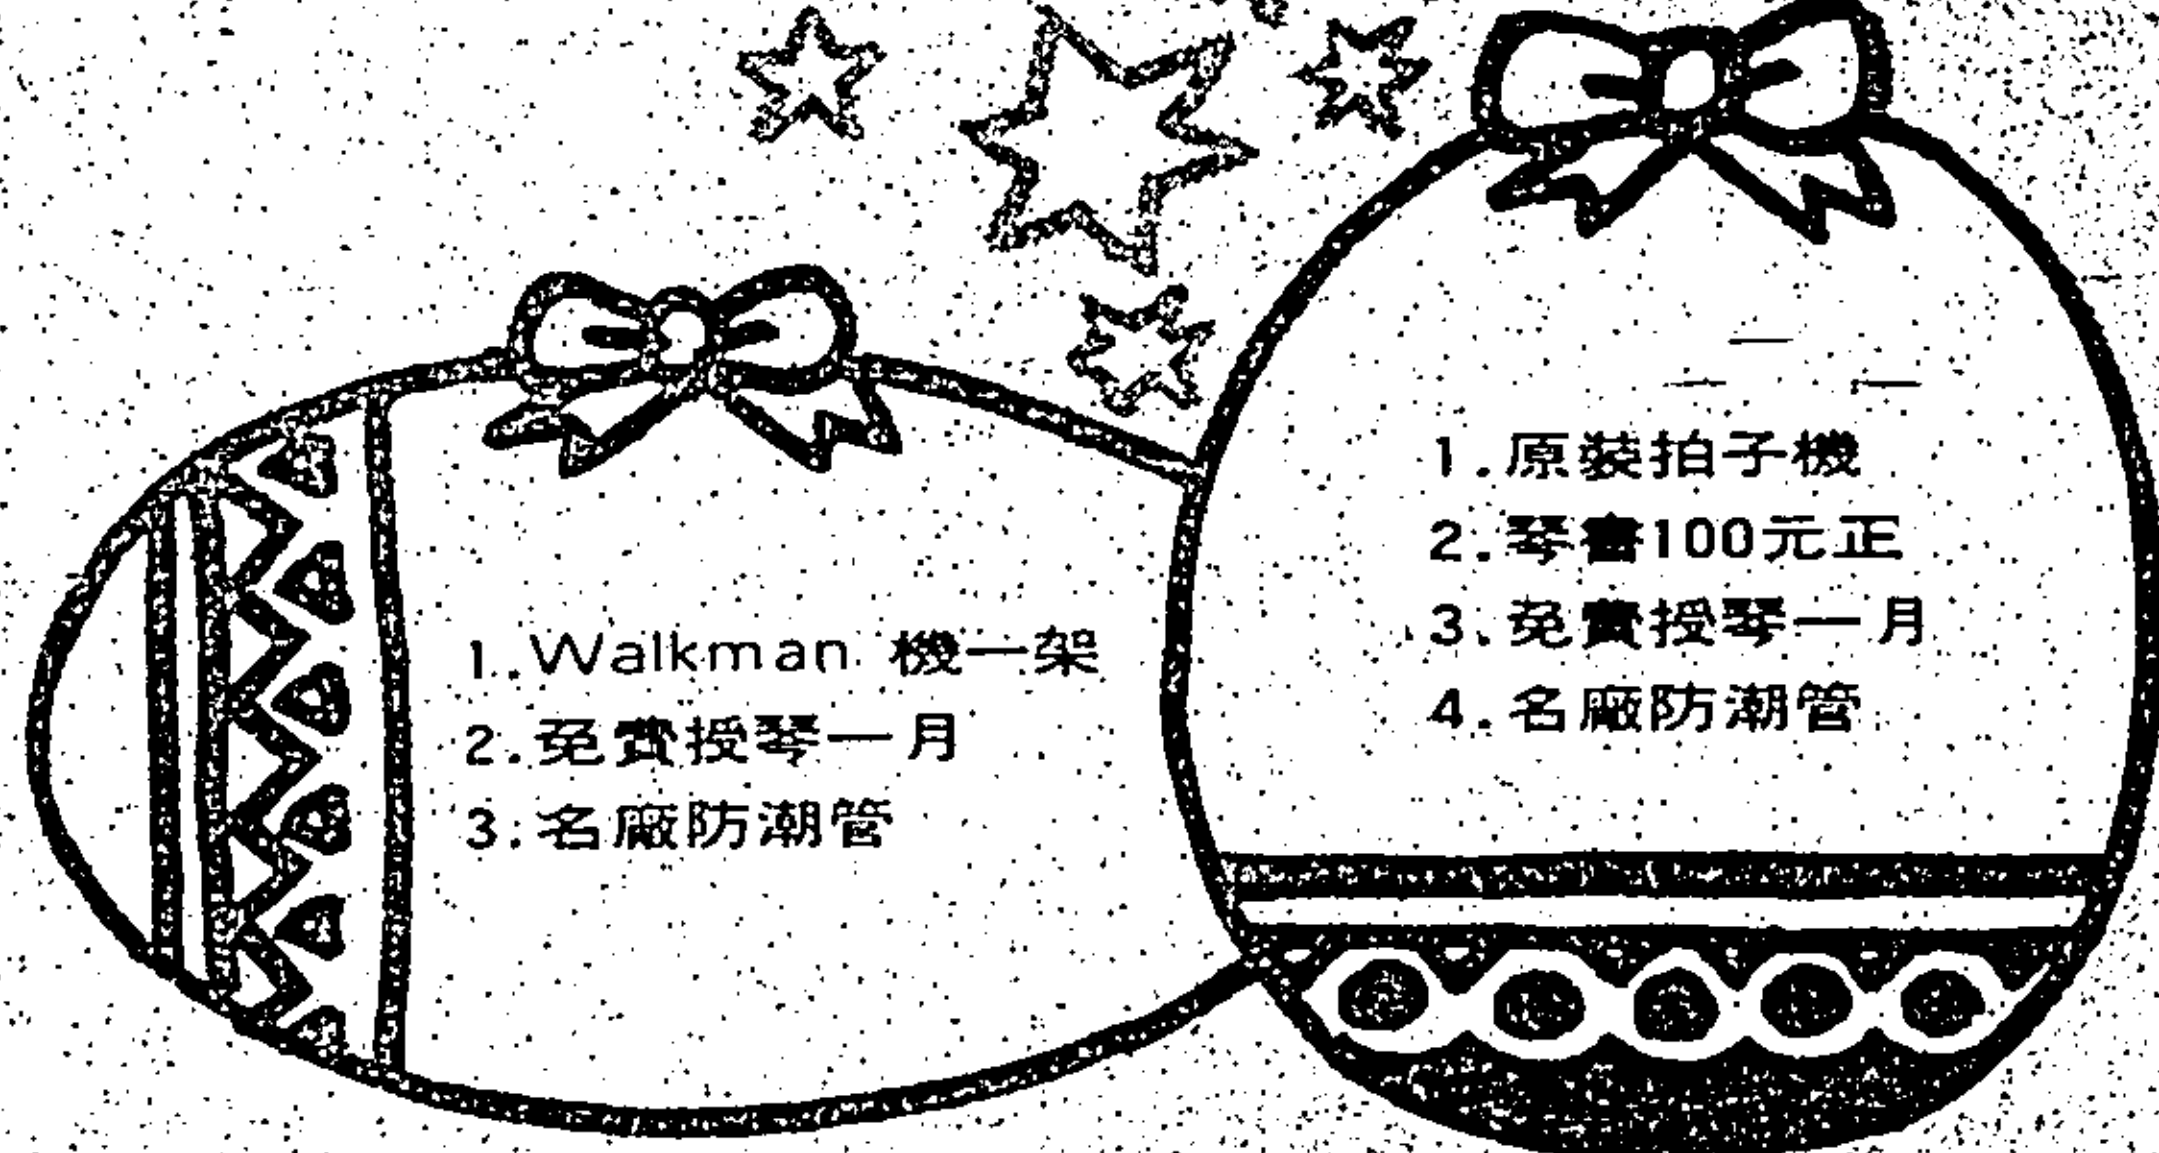 1. Walkman 機一架
2. 免費授琴一月
3. 名廠防潮管
1. 原裝拍子機
2. 琴書100元正
3. 免費授琴一月
4. 名廠防潮管